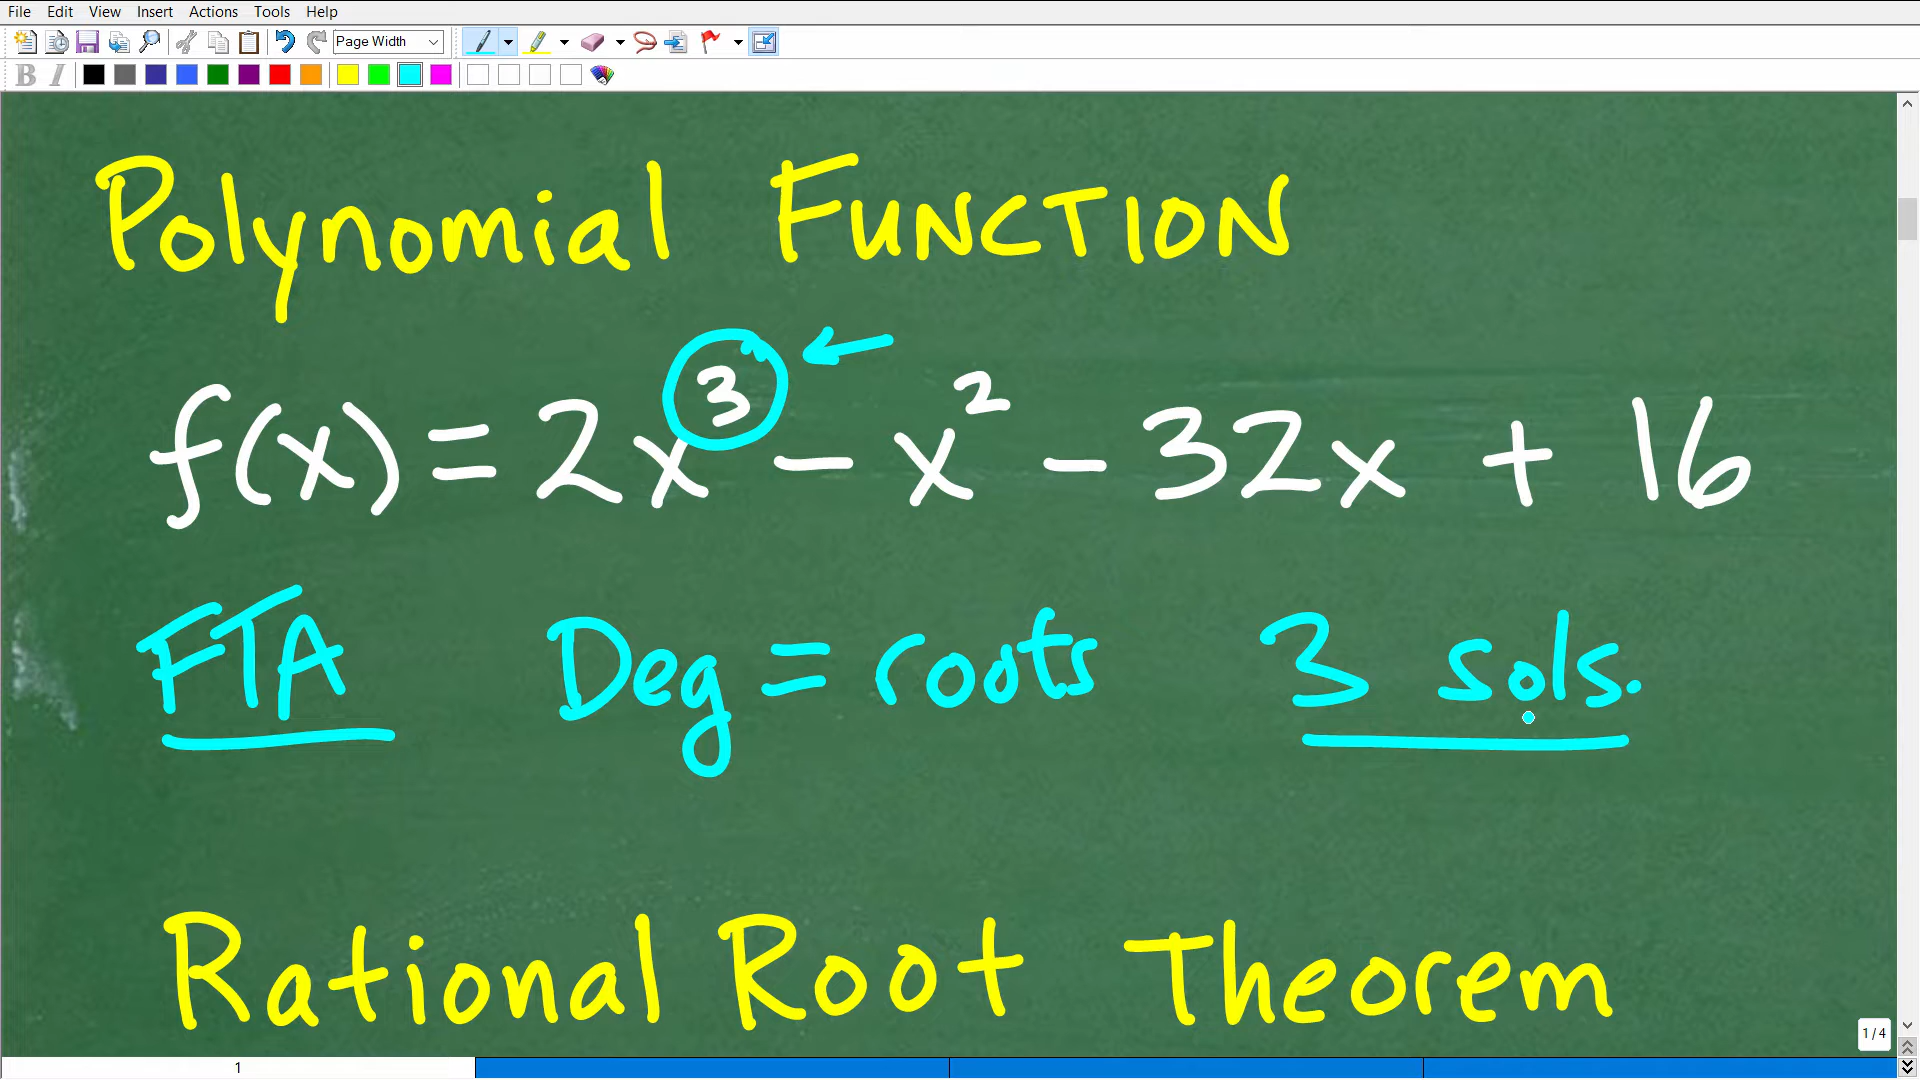 File Edit View Insert Actions Tools Help
Page Width
B I
Polynomial Function
f(x) = 2x³ - x² - 32x + 16
FTA Deg = roots 3 sols.
Rational Root Theorem
1 / 4
1